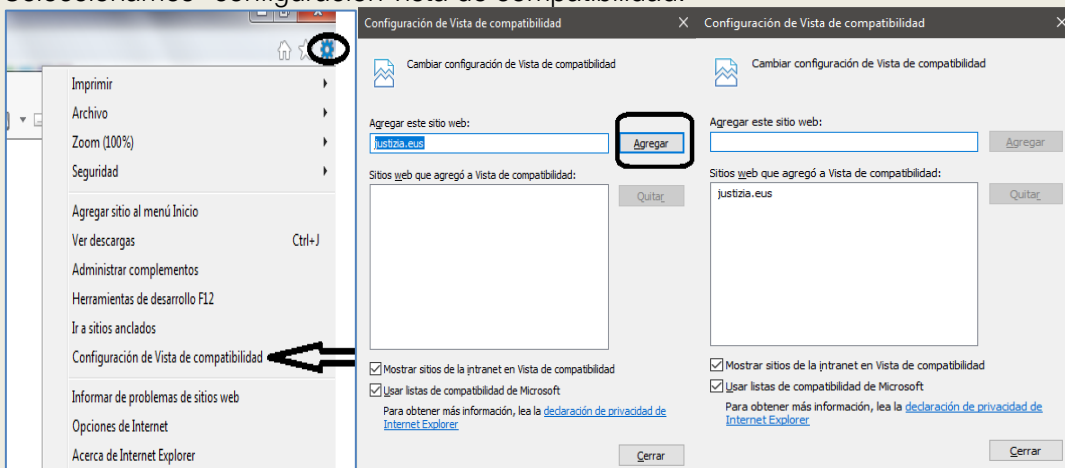 Seleccionamos "configuración vista de compatibilidad.
Imprimir
Archivo
Zoom (100%)
Seguridad
Agregar sitio al menú Inicio
Ver descargas Ctrl+J
Administrar complementos
Herramientas de desarrollo F12
Ir a sitios anclados
Configuración de Vista de compatibilidad
Informar de problemas de sitios web
Opciones de Internet
Acerca de Internet Explorer
Configuración de Vista de compatibilidad
Cambiar configuración de Vista de compatibilidad
Agregar este sitio web:
justizia.eus
Agregar
Sitios web que agregó a Vista de compatibilidad:
Quitar
Mostrar sitios de la intranet en Vista de compatibilidad
Usar listas de compatibilidad de Microsoft
Para obtener más información, lea la declaración de privacidad de
Internet Explorer
Cerrar
Configuración de Vista de compatibilidad
Cambiar configuración de Vista de compatibilidad
Agregar este sitio web:
Agregar
Sitios web que agregó a Vista de compatibilidad:
justizia.eus
Quitar
Mostrar sitios de la intranet en Vista de compatibilidad
Usar listas de compatibilidad de Microsoft
Para obtener más información, lea la declaración de privacidad de
Internet Explorer
Cerrar